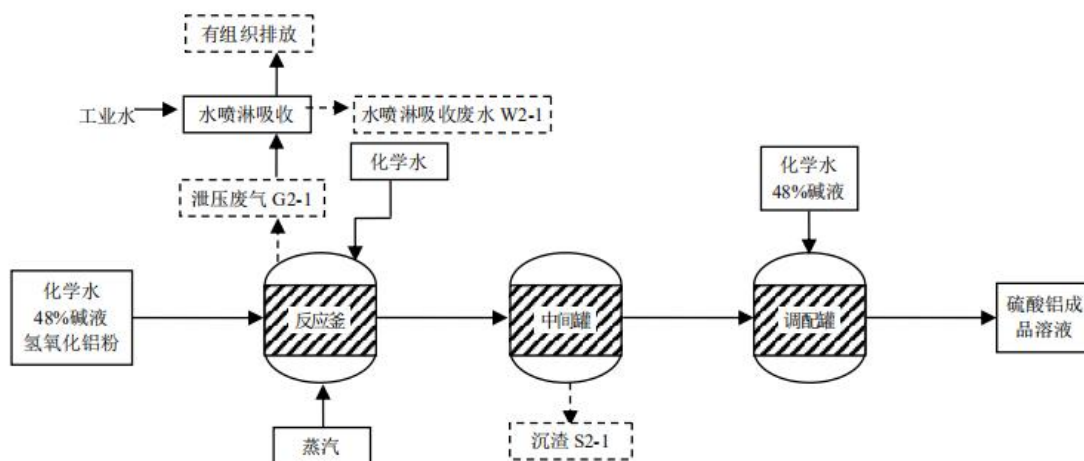 有组织排放
工业水
水喷淋吸收
水喷淋吸收废水 W2-1
化学水
泄压废气 G2-1
化学水
48%碱液
化学水
48%碱液
氢氧化铝粉
反应釜
中间罐
调配罐
硫酸铝成
品溶液
蒸汽
沉渣 S2-1